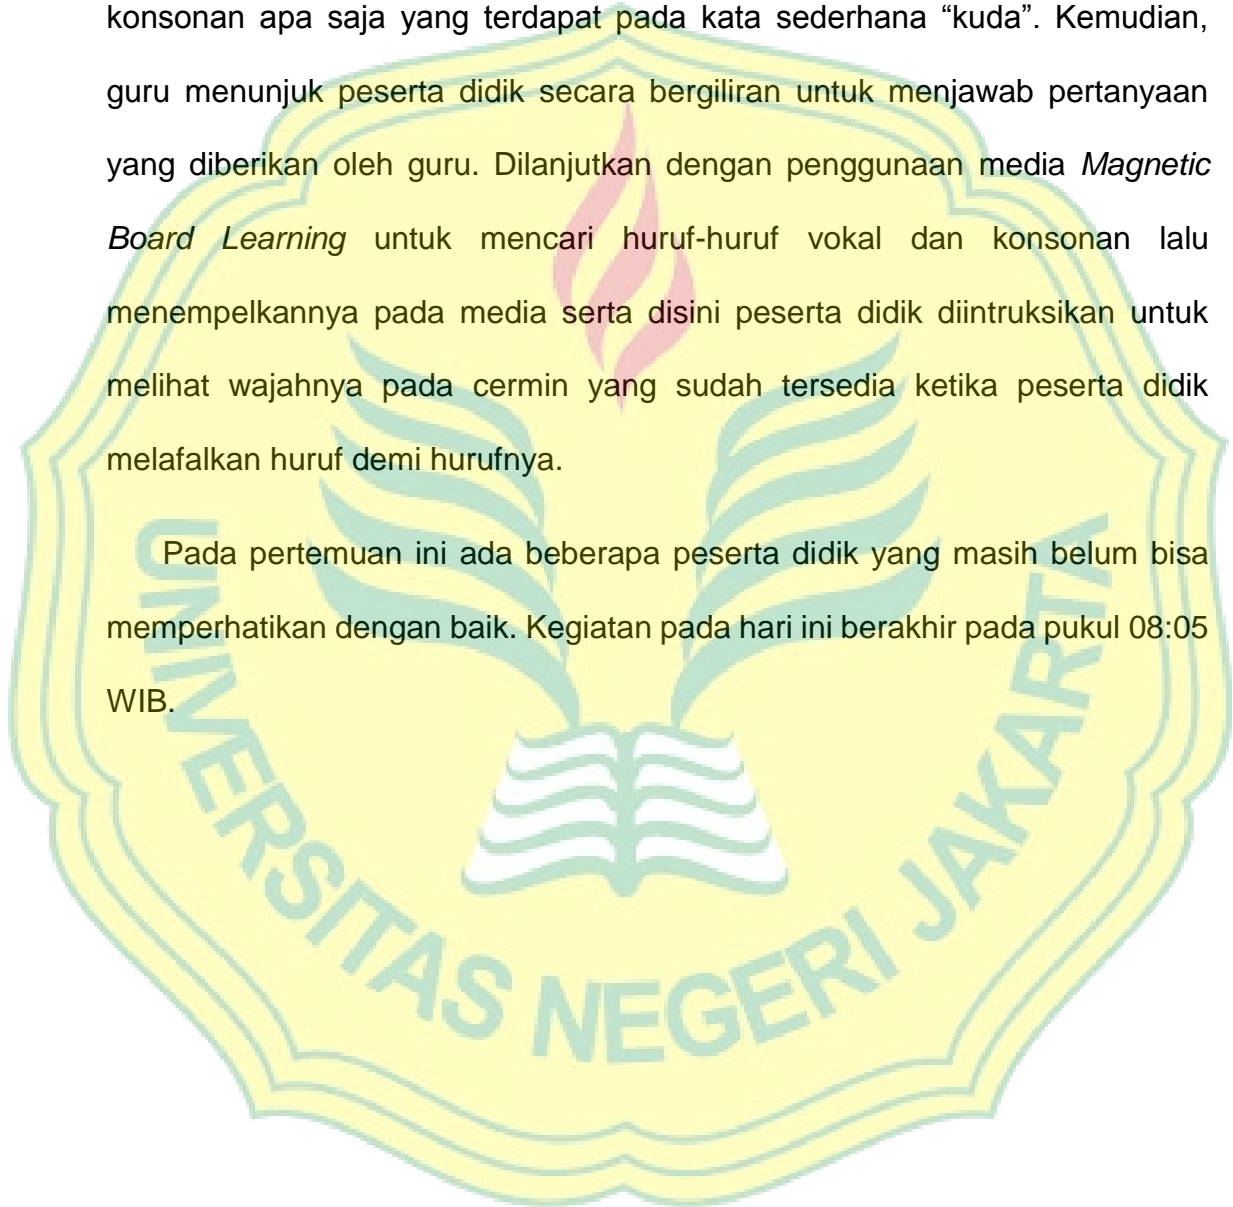 konsonan apa saja yang terdapat pada kata sederhana “kuda”. Kemudian,
guru menunjuk peserta didik secara bergiliran untuk menjawab pertanyaan
yang diberikan oleh guru. Dilanjutkan dengan penggunaan media Magnetic
Board Learning untuk mencari huruf-huruf vokal dan konsonan lalu
menempelkannya pada media serta disini peserta didik diintruksikan untuk
melihat wajahnya pada cermin yang sudah tersedia ketika peserta didik
melafalkan huruf demi hurufnya.
Pada pertemuan ini ada beberapa peserta didik yang masih belum bisa
memperhatikan dengan baik. Kegiatan pada hari ini berakhir pada pukul 08:05
WIB.
UNIVERSITAS NEGERI JAKARTA